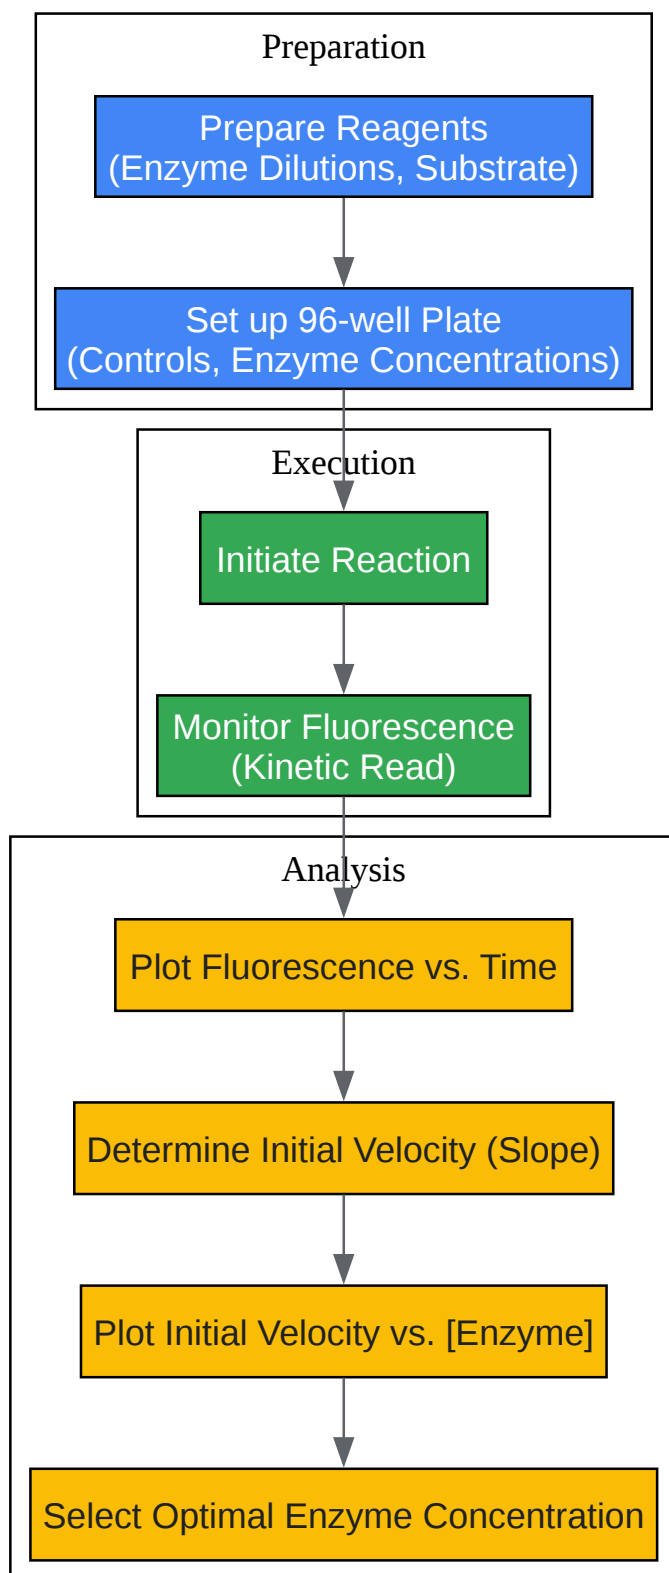 Preparation
Prepare Reagents
(Enzyme Dilutions, Substrate)
Set up 96-well Plate
(Controls, Enzyme Concentrations)
Execution
Initiate Reaction
Monitor Fluorescence
(Kinetic Read)
Analysis
Plot Fluorescence vs. Time
Determine Initial Velocity (Slope)
Plot Initial Velocity vs. [Enzyme]
Select Optimal Enzyme Concentration